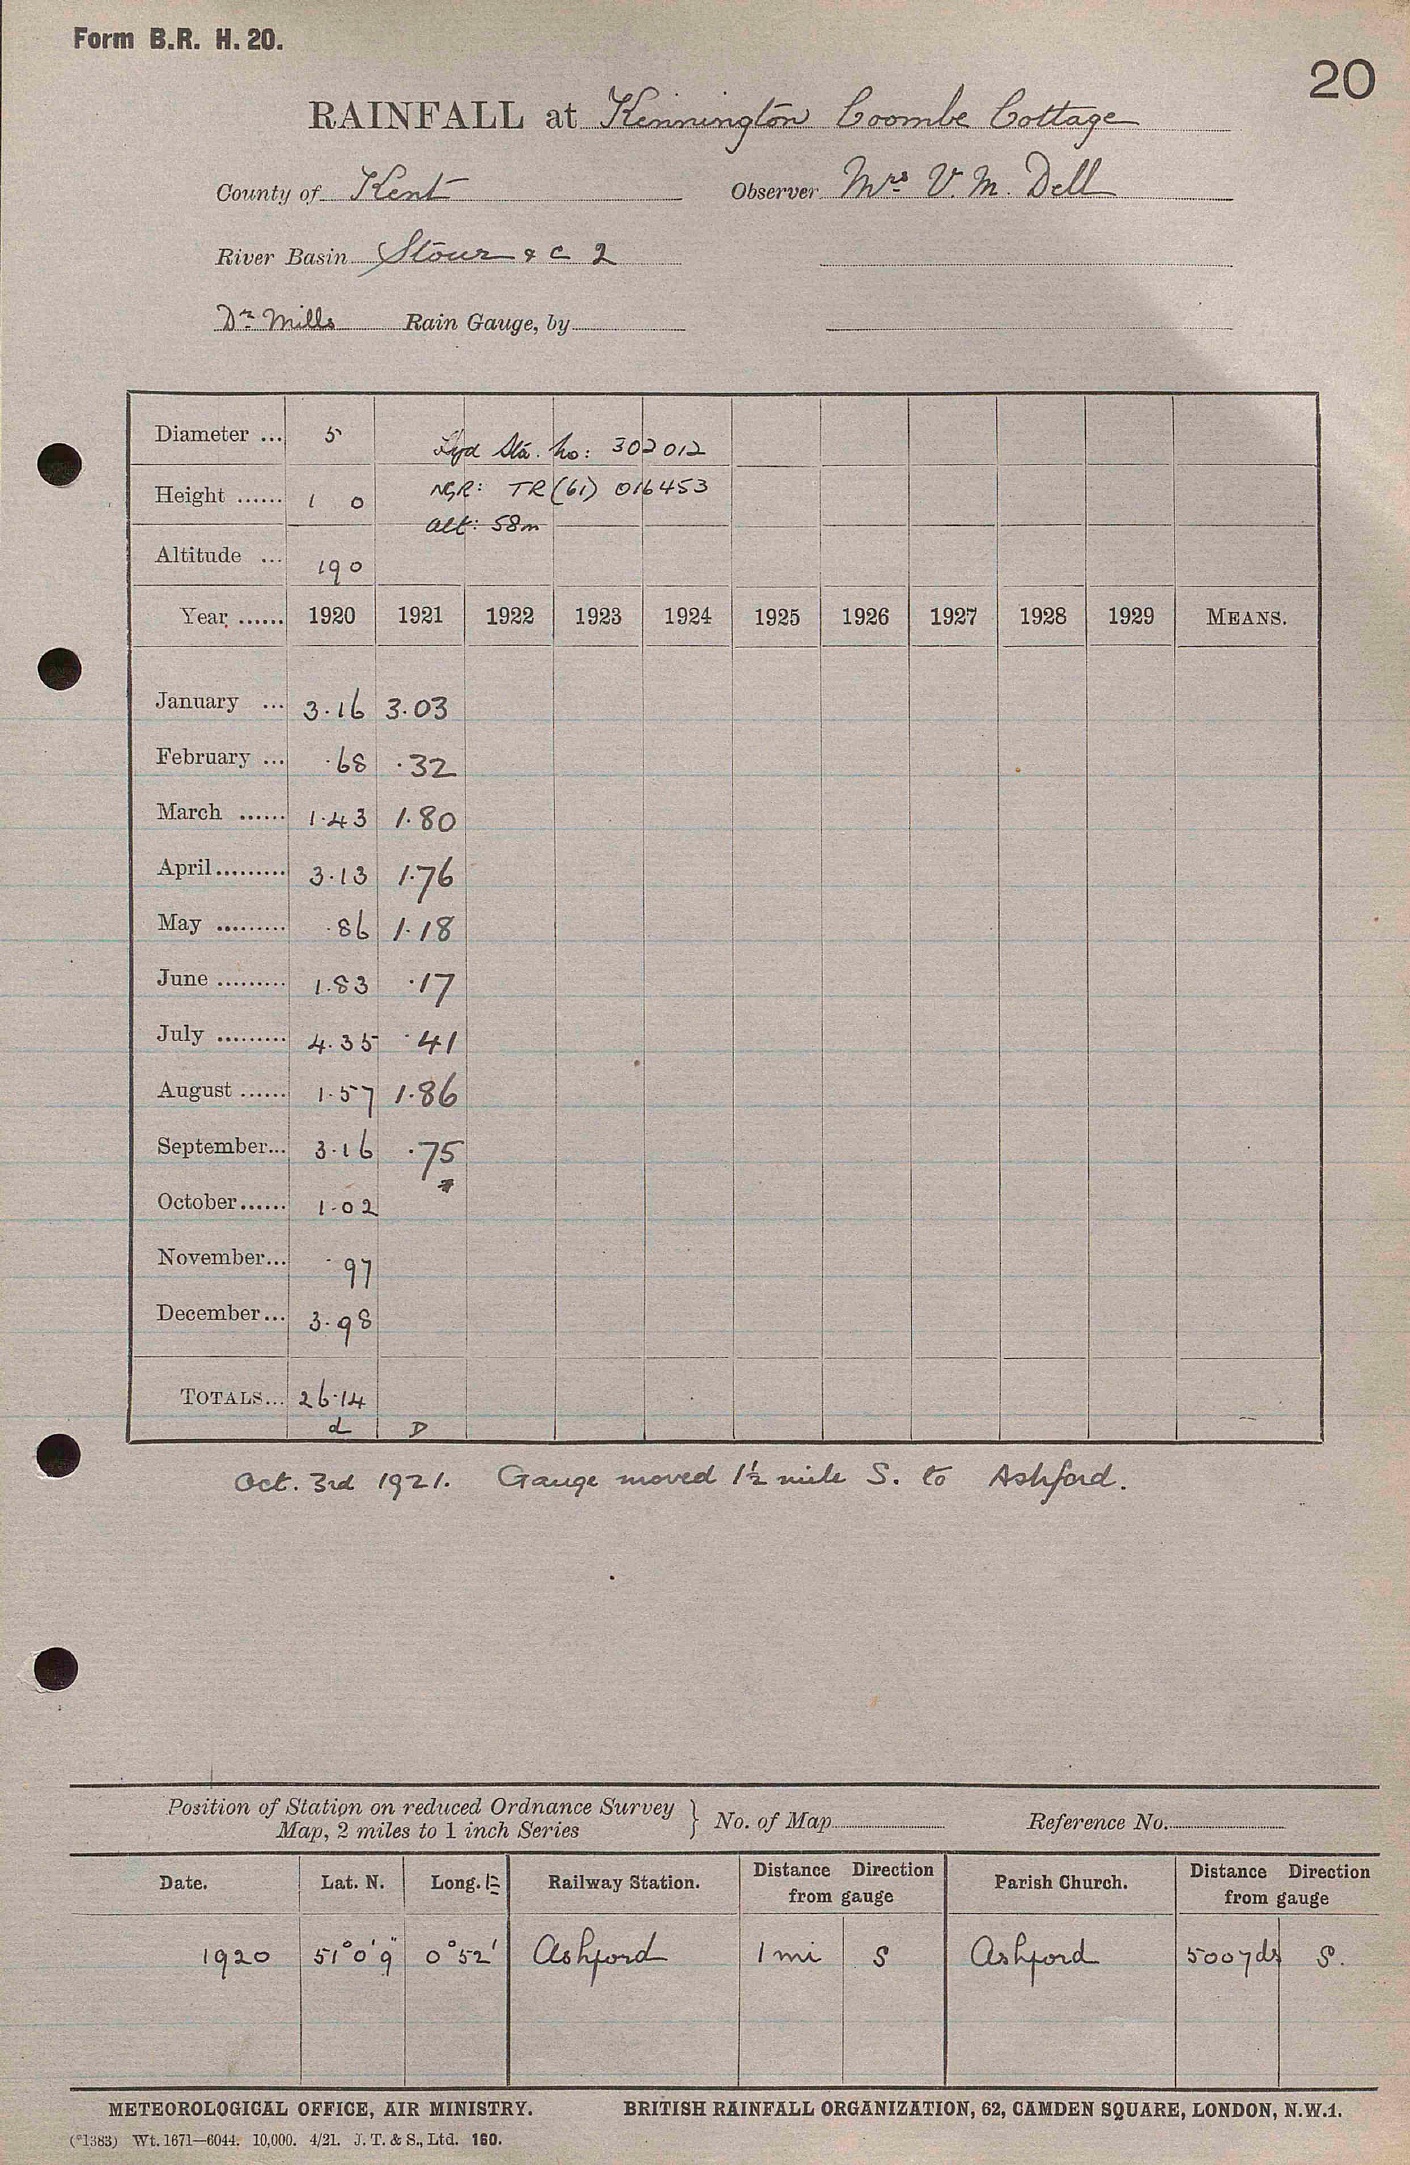 Form B.R. H. 20.
20
RAINFALL at Kennington Coombe Cottage
County of Kent Observer Mrs V. M. Dell
River Basin Stour & C 2
Dr Mills Rain Gauge, by
Diameter ... 5 Hyd Sta. No: 302012
Height ...... 1 0 NGR: TR (61) 016453
alt: 58m
Altitude ... 190
Year ...... 1920 1921 1922 1923 1924 1925 1926 1927 1928 1929 MEANS.
January ... 3.16 3.03
February ... .68 .32
March ...... 1.43 1.80
April ......... 3.13 1.76
May ......... .86 1.18
June ......... 1.83 .17
July ......... 4.35 .41
August ...... 1.57 1.86
September... 3.16 .75
*
October...... 1.02
November... .97
December... 3.98
TOTALS... 26.14
d D
Oct. 3rd 1921. Gauge moved 1½ mile S. to Ashford.
Position of Station on reduced Ordnance Survey
Map, 2 miles to 1 inch Series } No. of Map Reference No.
Date. Lat. N. Long. E Railway Station. Distance Direction from gauge Parish Church. Distance Direction from gauge
1920 51°0'9" 0°52' Ashford 1 mi S Ashford 500 yds S.
METEOROLOGICAL OFFICE, AIR MINISTRY. BRITISH RAINFALL ORGANIZATION, 62, CAMDEN SQUARE, LONDON, N.W.1.
(*1383) Wt. 1671—6044. 10,000. 4/21. J. T. & S., Ltd. 160.